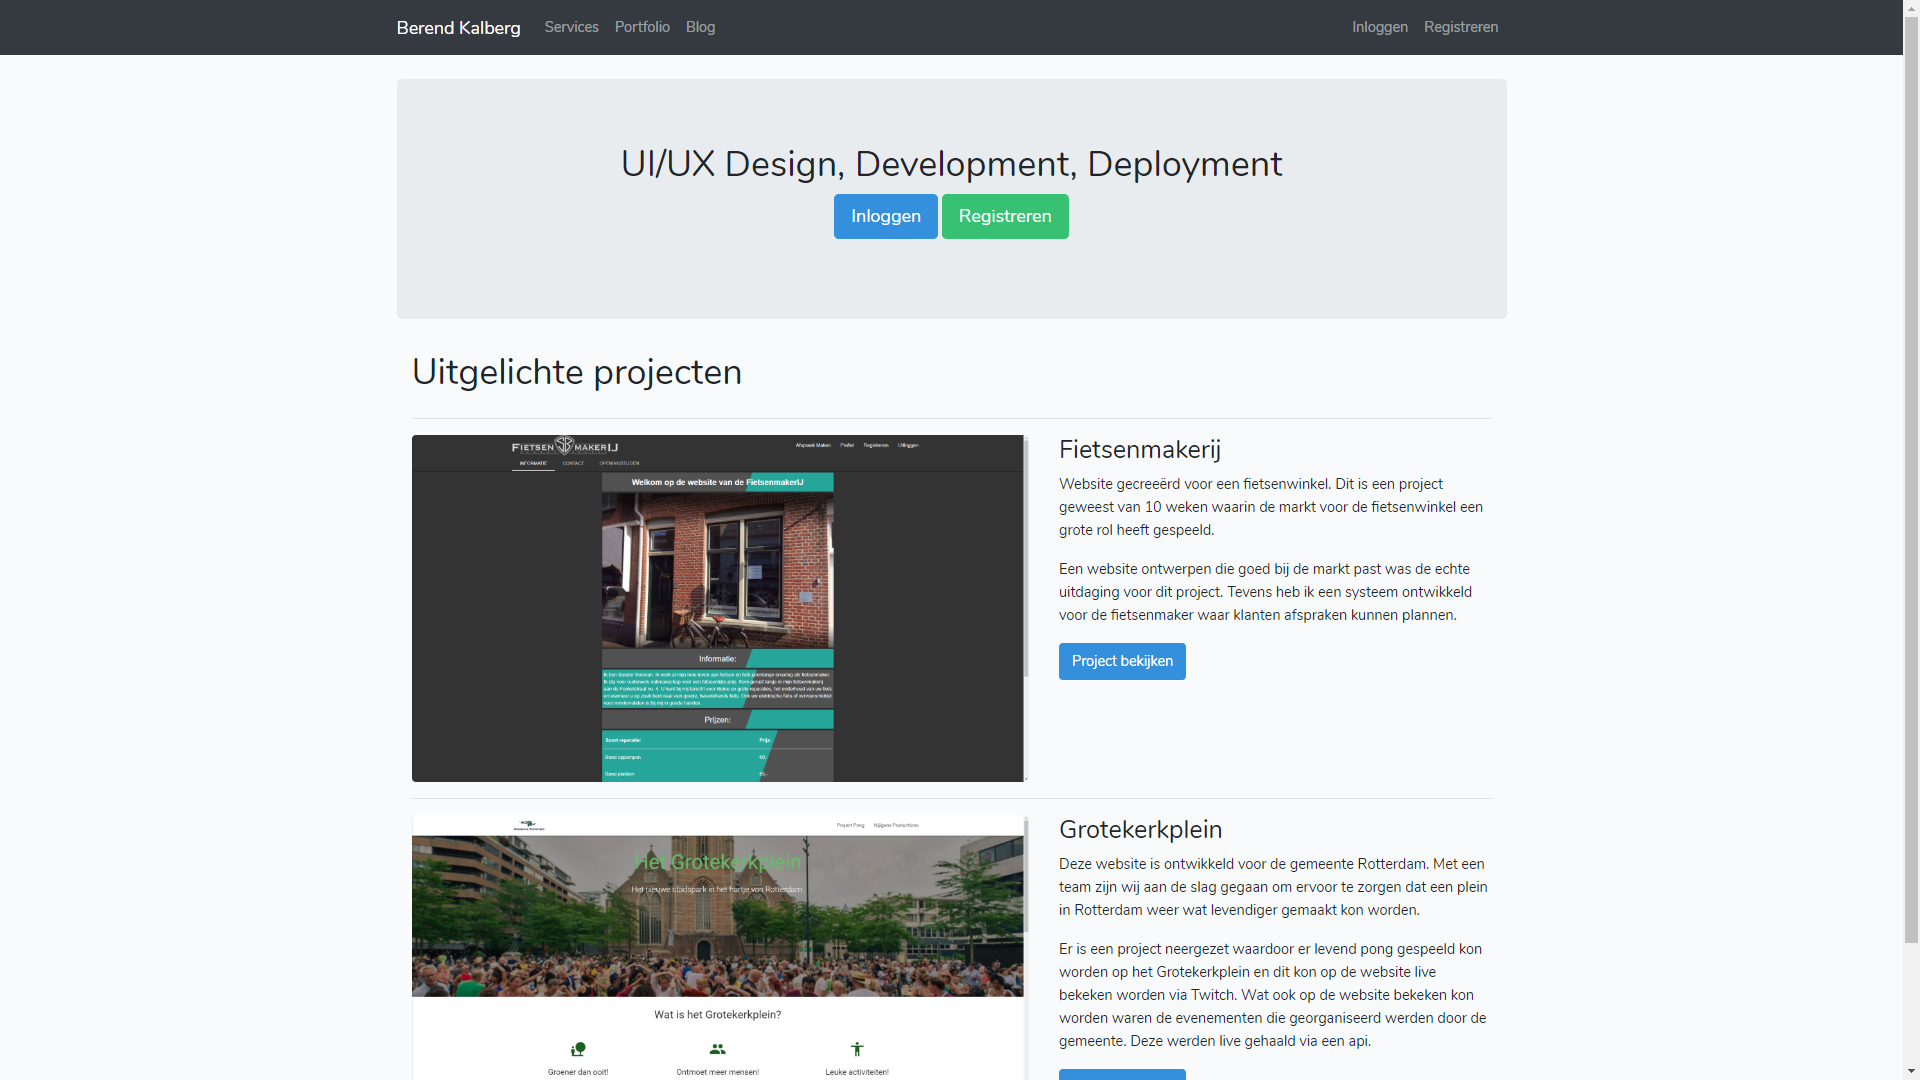 Berend Kalberg Services Portfolio Blog Inloggen Registreren
UI/UX Design, Development, Deployment
Inloggen Registreren
Uitgelichte projecten
FIETSEN MAKERIJ
Afspraak Maken Profiel Registreren Uitloggen
INFORMATIE CONTACT OPENINGSTIJDEN
Welkom op de website van de FietsenmakerIJ
Informatie:
Prijzen:
Soort reparatie: Prijs:
Band oppompen
Band plakken
Fietsenmakerij
Website gecreeërd voor een fietsenwinkel. Dit is een project
geweest van 10 weken waarin de markt voor de fietsenwinkel een
grote rol heeft gespeeld.
Een website ontwerpen die goed bij de markt past was de echte
uitdaging voor dit project. Tevens heb ik een systeem ontwikkeld
voor de fietsenmaker waar klanten afspraken kunnen plannen.
Project bekijken
Project Pong Wijgens Productions
Het Grotekerkplein
Het nieuwe stadspark in het hartje von Rotterdam.
Wat is het Grotekerkplein?
Groener dan ooit! Ontmoet meer mensen! Leuke activiteiten!
Grotekerkplein
Deze website is ontwikkeld voor de gemeente Rotterdam. Met een
team zijn wij aan de slag gegaan om ervoor te zorgen dat een plein
in Rotterdam weer wat levendiger gemaakt kon worden.
Er is een project neergezet waardoor er levend pong gespeeld kon
worden op het Grotekerkplein en dit kon op de website live
bekeken worden via Twitch. Wat ook op de website bekeken kon
worden waren de evenementen die georganiseerd werden door de
gemeente. Deze werden live gehaald via een api.